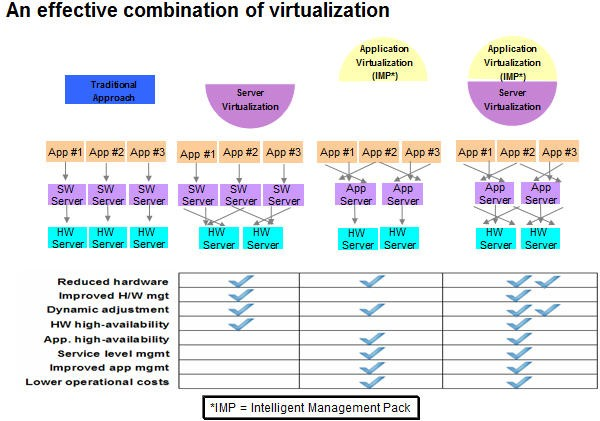 An effective combination of virtualization
Traditional
Approach
Server
Virtualization
Application
Virtualization
(IMP*)
Application
Virtualization
(IMP*)
Server
Virtualization
App #1 App #2 App #3
App #1 App #2 App #3
App #1 App #2 App #3
App #1 App #2 App #3
SW Server SW Server SW Server
SW Server SW Server SW Server
App Server App Server
App Server App Server
HW Server HW Server HW Server
HW Server HW Server
HW Server HW Server
HW Server HW Server
Reduced hardware
Improved H/W mgt
Dynamic adjustment
HW high-availability
App. high-availability
Service level mgmt
Improved app mgmt
Lower operational costs
*IMP = Intelligent Management Pack